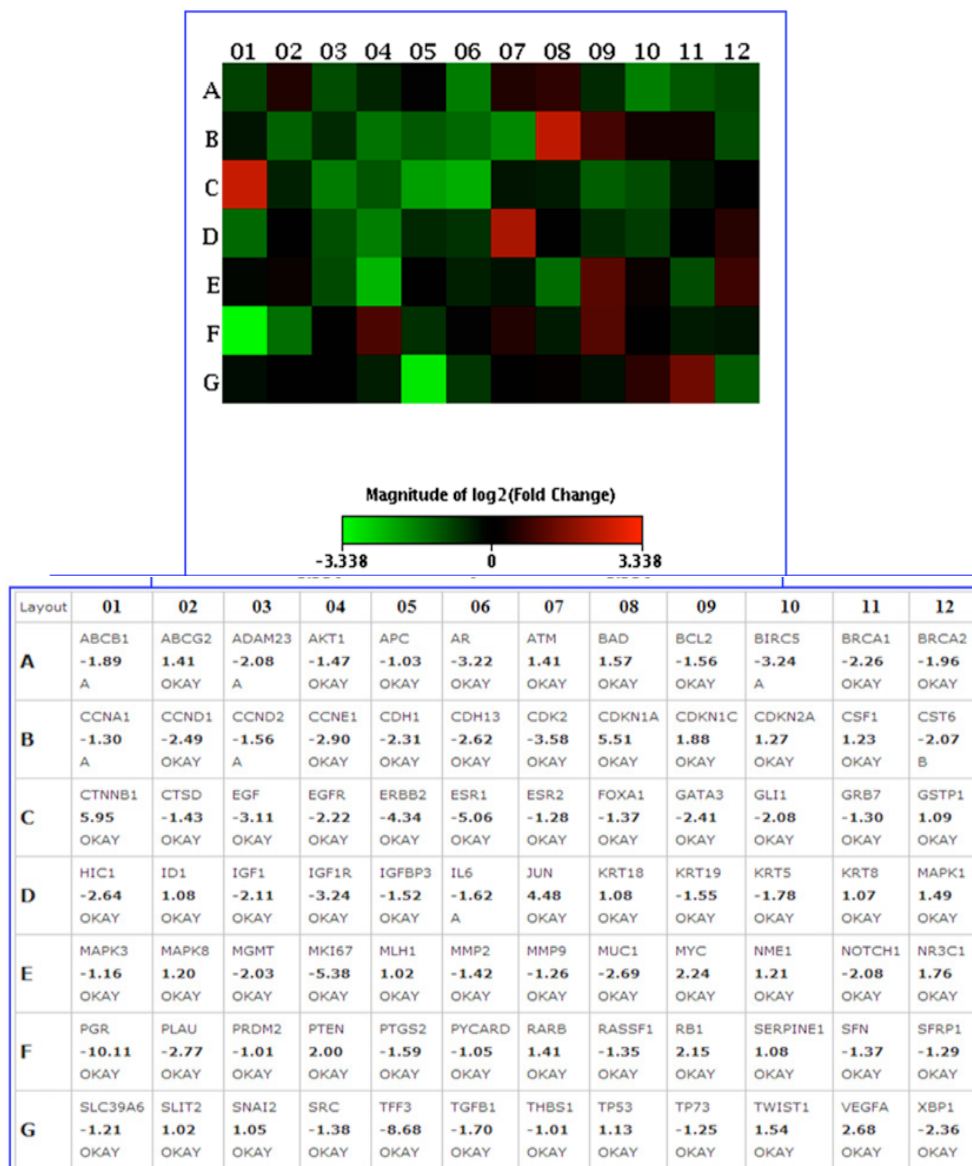 01 02 03 04 05 06 07 08 09 10 11 12
A
B
C
D
E
F
G
Magnitude of log2(Fold Change)
-3.338 0 3.338
Layout 01 02 03 04 05 06 07 08 09 10 11 12
A
ABCB1 ABCG2 ADAM23 AKT1 APC AR ATM BAD BCL2 BIRC5 BRCA1 BRCA2
-1.89 1.41 -2.08 -1.47 -1.03 -3.22 1.41 1.57 -1.56 -3.24 -2.26 -1.96
A OKAY A OKAY OKAY OKAY OKAY OKAY OKAY A OKAY OKAY
B
CCNA1 CCND1 CCND2 CCNE1 CDH1 CDH13 CDK2 CDKN1A CDKN1C CDKN2A CSF1 CST6
-1.30 -2.49 -1.56 -2.90 -2.31 -2.62 -3.58 5.51 1.88 1.27 1.23 -2.07
A OKAY A OKAY OKAY OKAY OKAY OKAY OKAY OKAY OKAY B
C
CTNNB1 CTSD EGF EGFR ERBB2 ESR1 ESR2 FOXA1 GATA3 GLI1 GRB7 GSTP1
5.95 -1.43 -3.11 -2.22 -4.34 -5.06 -1.28 -1.37 -2.41 -2.08 -1.30 1.09
OKAY OKAY OKAY OKAY OKAY OKAY OKAY OKAY OKAY OKAY OKAY OKAY
D
HIC1 ID1 IGF1 IGF1R IGFBP3 IL6 JUN KRT18 KRT19 KRT5 KRT8 MAPK1
-2.64 1.08 -2.11 -3.24 -1.52 -1.62 4.48 1.08 -1.55 -1.78 1.07 1.49
OKAY OKAY OKAY OKAY OKAY A OKAY OKAY OKAY OKAY OKAY OKAY
E
MAPK3 MAPK8 MGMT MKI67 MLH1 MMP2 MMP9 MUC1 MYC NME1 NOTCH1 NR3C1
-1.16 1.20 -2.03 -5.38 1.02 -1.42 -1.26 -2.69 2.24 1.21 -2.08 1.76
OKAY OKAY OKAY OKAY OKAY OKAY OKAY OKAY OKAY OKAY OKAY OKAY
F
PGR PLAU PRDM2 PTEN PTGS2 PYCARD RARB RASSF1 RB1 SERPINE1 SFN SFRP1
-10.11 -2.77 -1.01 2.00 -1.59 -1.05 1.41 -1.35 2.15 1.08 -1.37 -1.29
OKAY OKAY OKAY OKAY OKAY OKAY OKAY OKAY OKAY OKAY OKAY OKAY
G
SLC39A6 SLIT2 SNAI2 SRC TFF3 TGFB1 THBS1 TP53 TP73 TWIST1 VEGFA XBP1
-1.21 1.02 1.05 -1.38 -8.68 -1.70 -1.01 1.13 -1.25 1.54 2.68 -2.36
OKAY OKAY OKAY OKAY OKAY OKAY OKAY OKAY OKAY OKAY OKAY OKAY